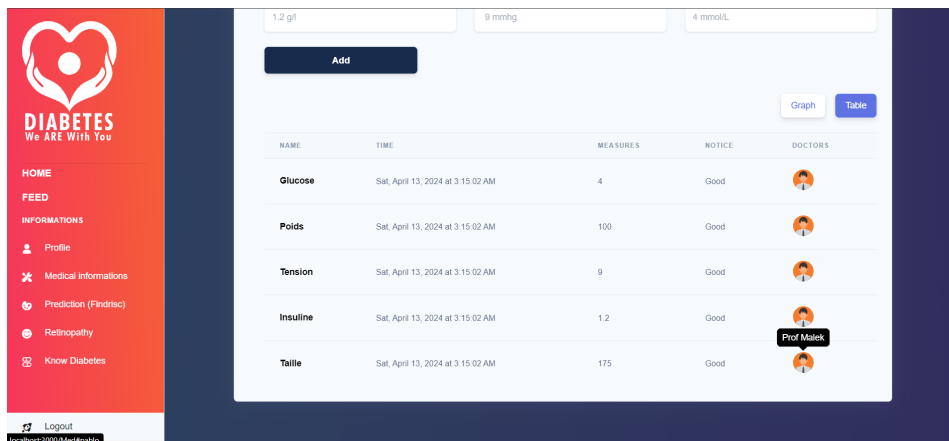 1.2 g/l
9 mmhg
4 mmol/L
Add
DIABETES
We ARE With You
Graph
Table
NAME TIME MEASURES NOTICE DOCTORS
HOME
FEED
INFORMATIONS
Profile
Medical informations
Prediction (Findrisc)
Retinopathy
Know Diabetes
Glucose Sat, April 13, 2024 at 3:15:02 AM 4 Good
Poids Sat, April 13, 2024 at 3:15:02 AM 100 Good
Tension Sat, April 13, 2024 at 3:15:02 AM 9 Good
Insuline Sat, April 13, 2024 at 3:15:02 AM 1.2 Good
Prof Malek
Taille Sat, April 13, 2024 at 3:15:02 AM 175 Good
Logout